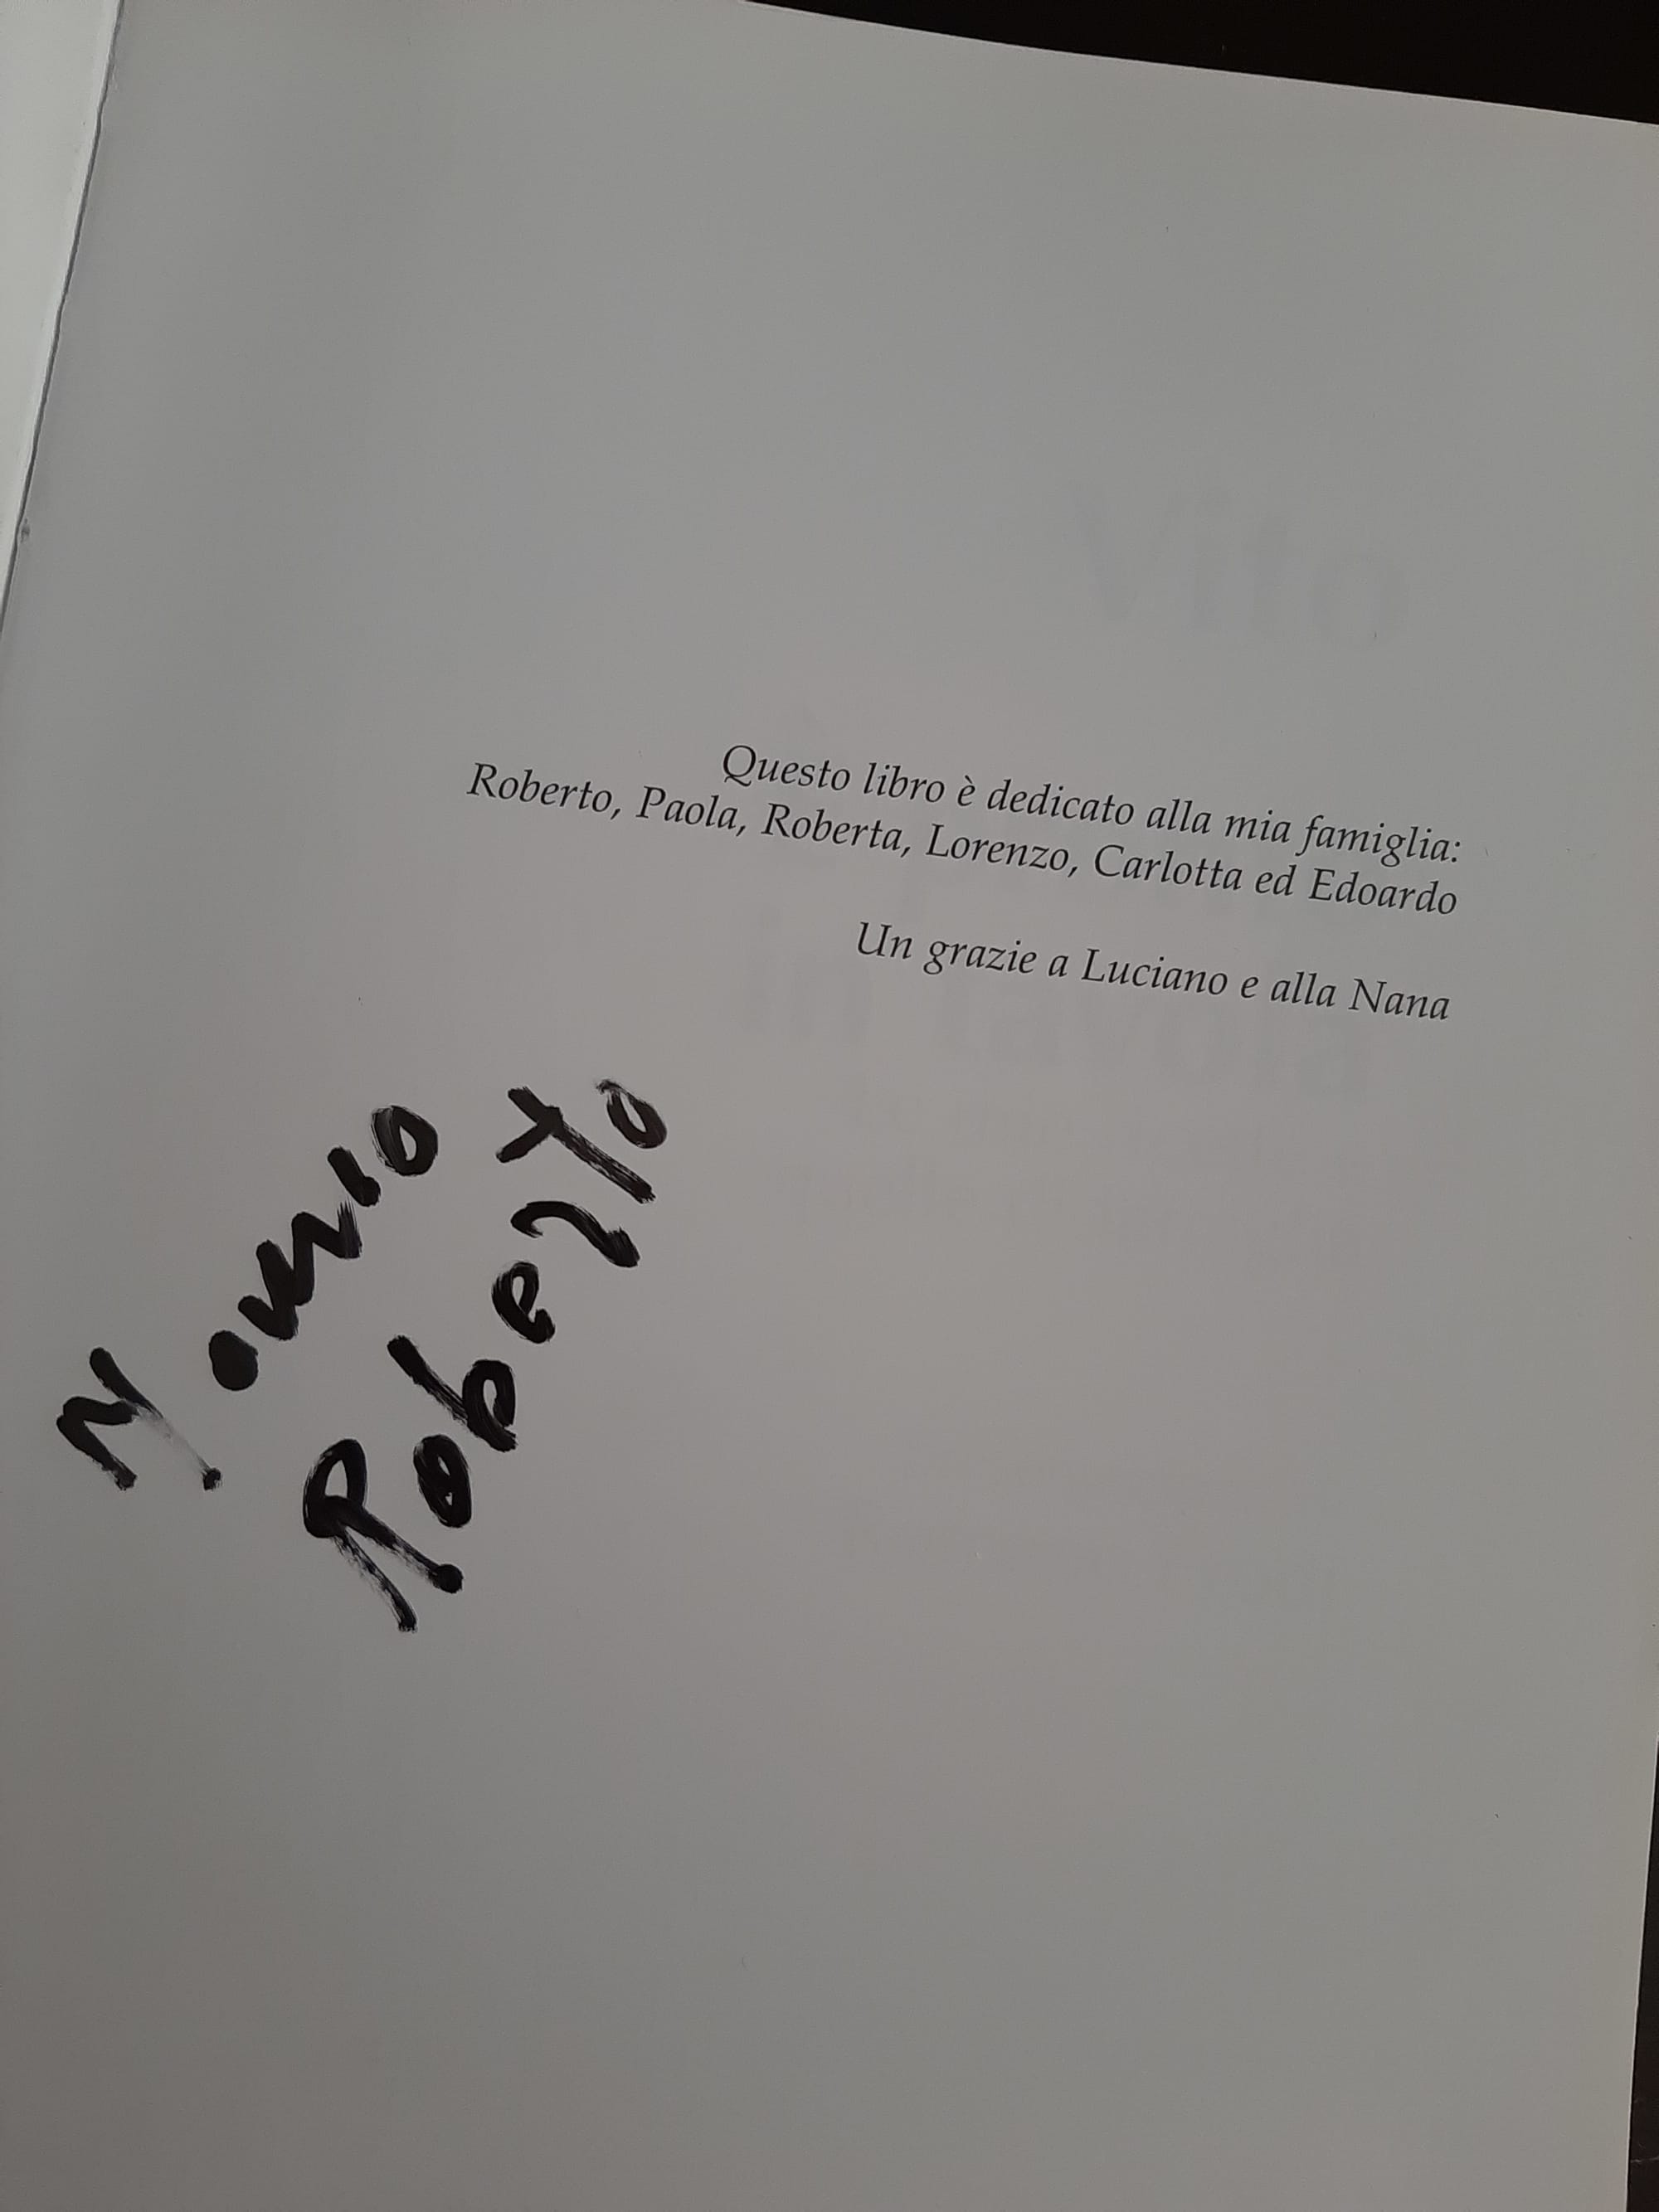 Questo libro è dedicato alla mia famiglia:
Roberto, Paola, Roberta, Lorenzo, Carlotta ed Edoardo
Un grazie a Luciano e alla Nana
Roberto